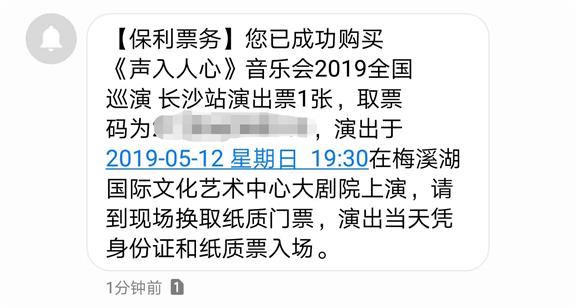 【保利票务】您已成功购买
《声入人心》音乐会2019全国
巡演 长沙站演出票1张，取票
码为
，演出于
2019-05-12 星期日 19:30在梅溪湖
国际文化艺术中心大剧院上演，请
到现场换取纸质门票，演出当天凭
身份证和纸质票入场。
1分钟前 1